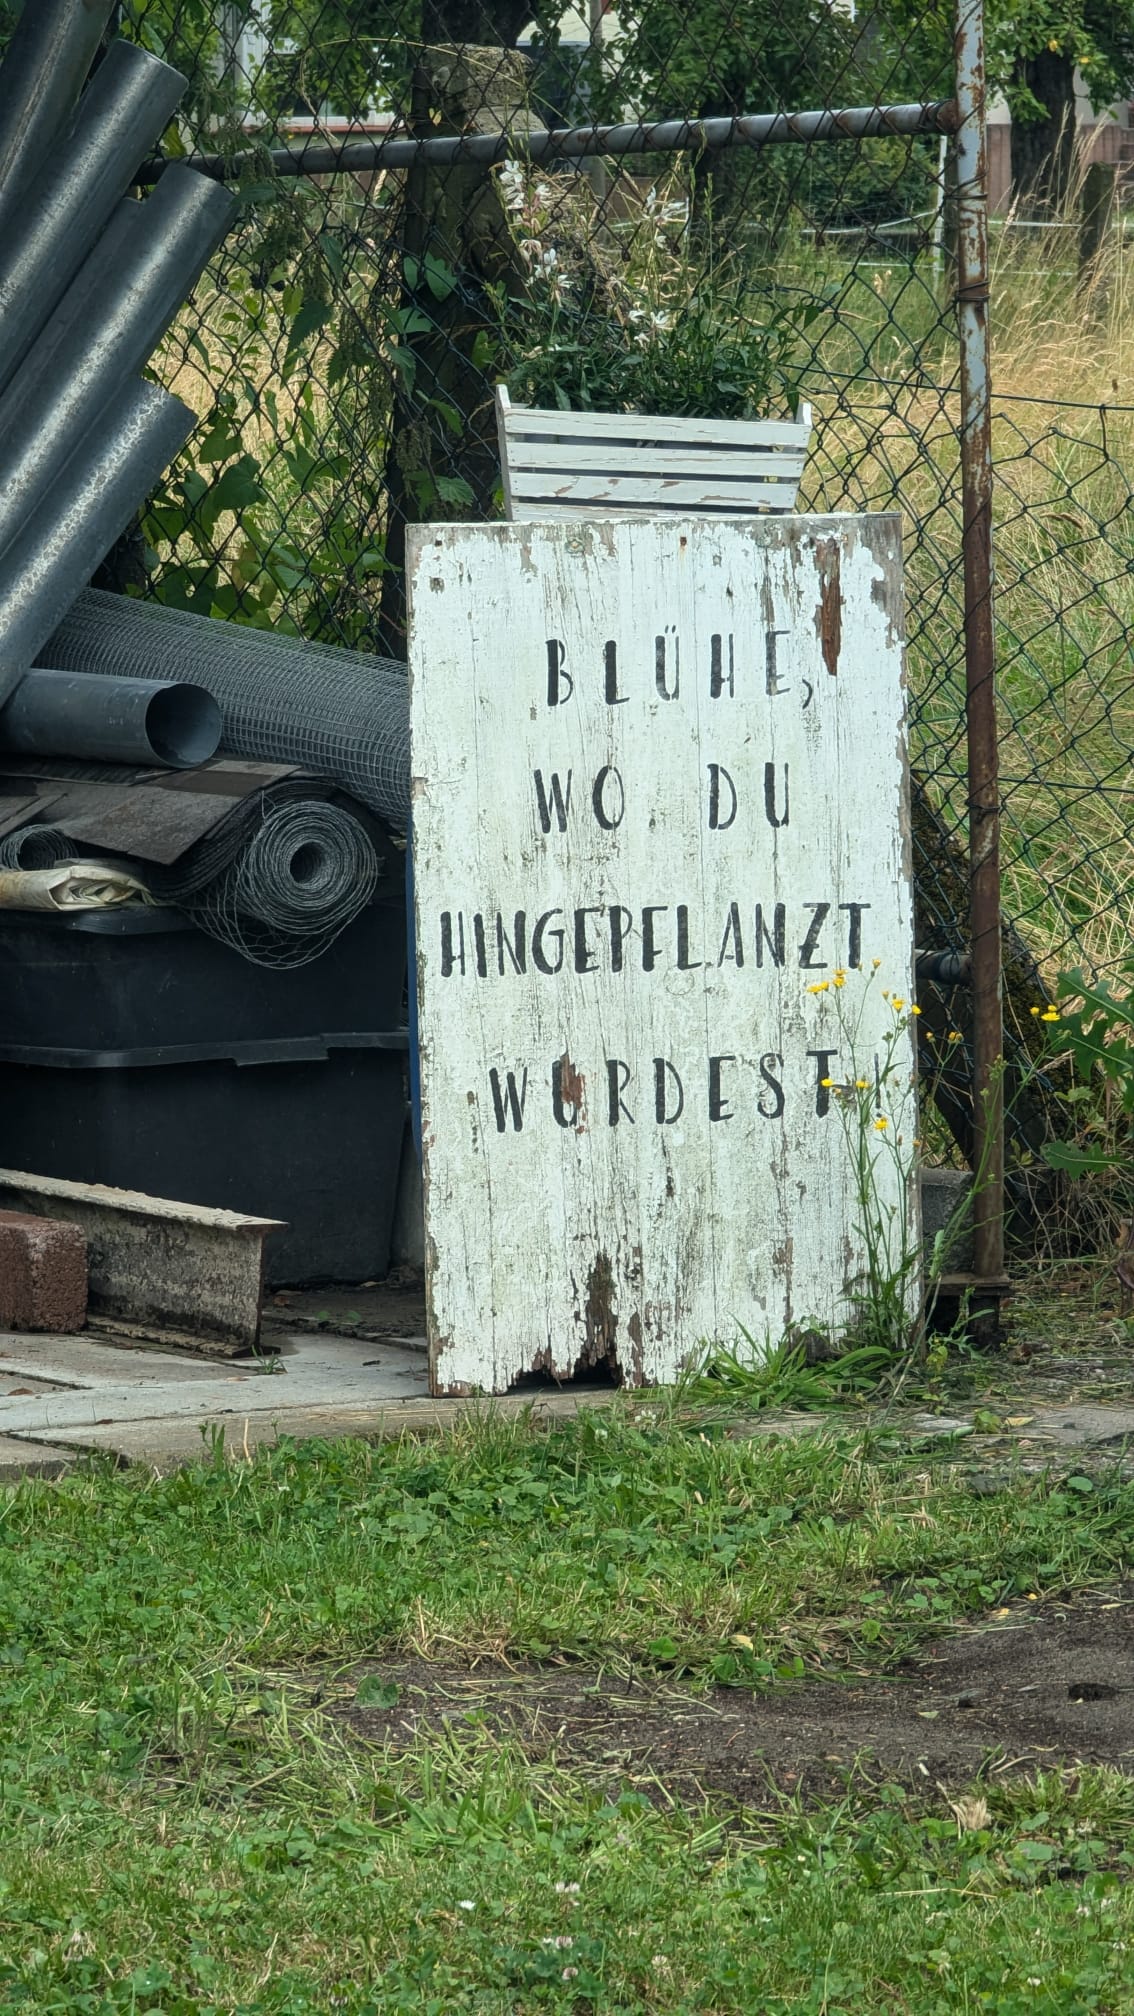 BLÜHE,
WO DU
HINGEPFLANZT
WURDEST!